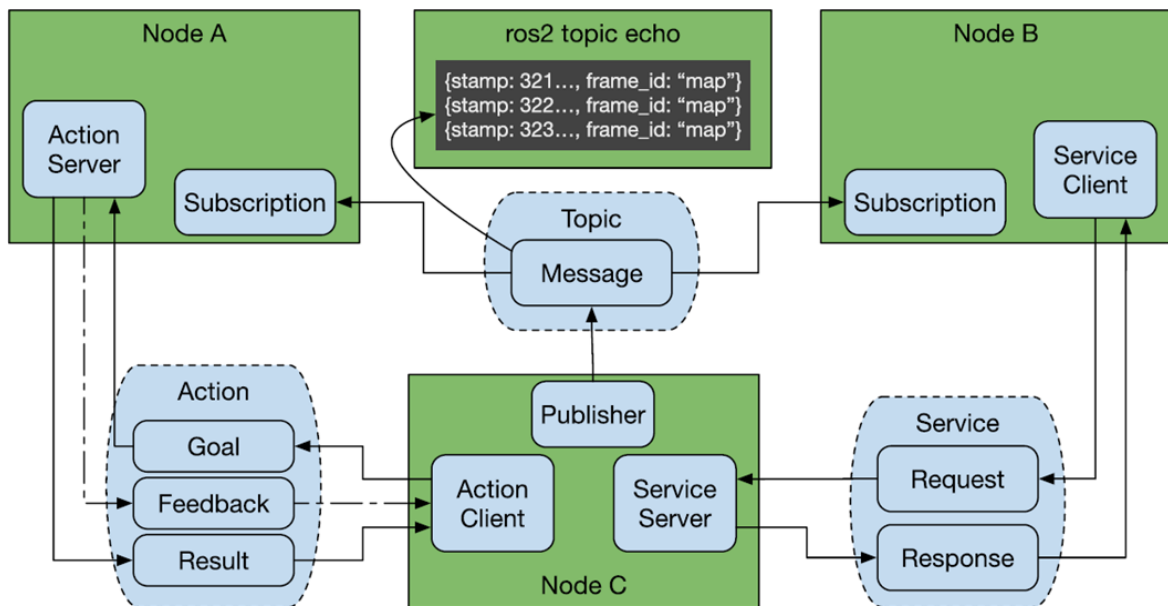 Node A
ros2 topic echo
Node B
{stamp: 321..., frame_id: “map”}
{stamp: 322..., frame_id: “map”}
{stamp: 323..., frame_id: “map”}
Action
Server
Subscription
Topic
Message
Subscription
Service
Client
Action
Goal
Feedback
Result
Publisher
Action
Client
Service
Server
Node C
Service
Request
Response